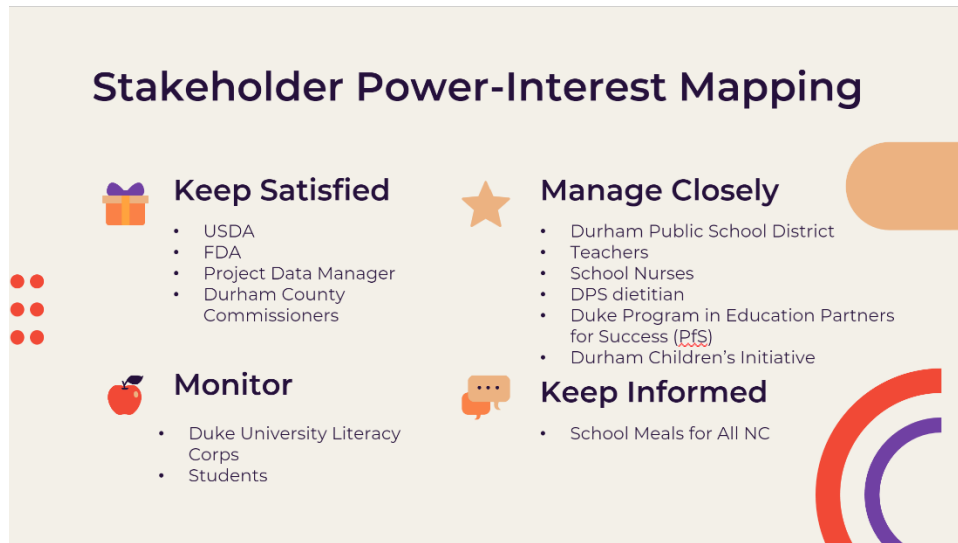 Stakeholder Power-Interest Mapping
Keep Satisfied
• USDA
• FDA
• Project Data Manager
• Durham County
Commissioners
Manage Closely
• Durham Public School District
• Teachers
• School Nurses
• DPS dietitian
• Duke Program in Education Partners
for Success (PfS)
• Durham Children's Initiative
Monitor
• Duke University Literacy
Corps
• Students
Keep Informed
• School Meals for All NC